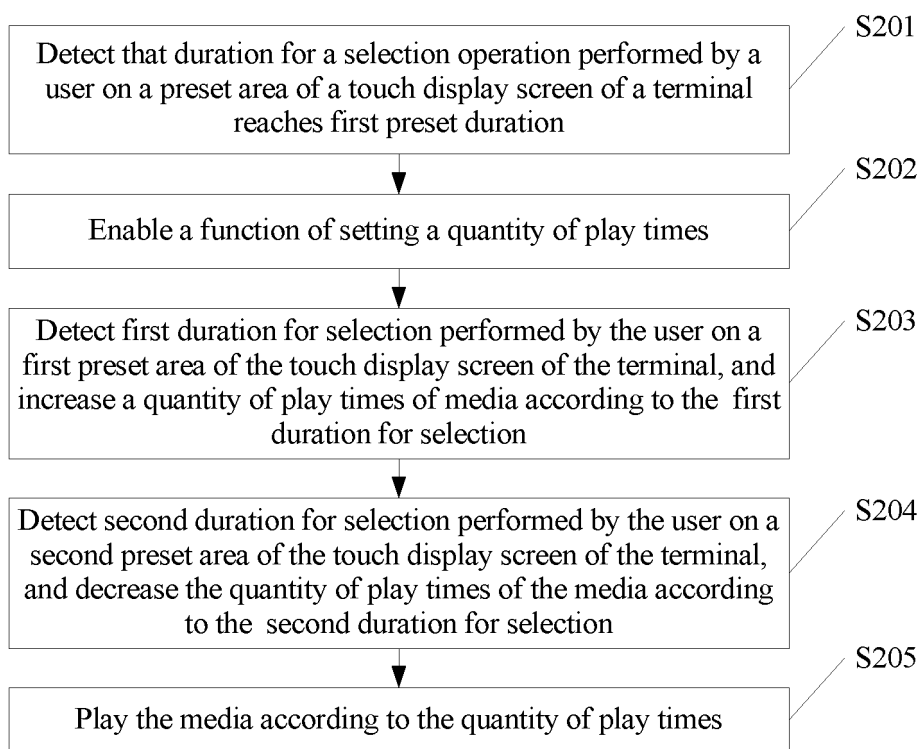 S201
Detect that duration for a selection operation performed by a
user on a preset area of a touch display screen of a terminal
reaches first preset duration
S202
Enable a function of setting a quantity of play times
S203
Detect first duration for selection performed by the user on a
first preset area of the touch display screen of the terminal, and
increase a quantity of play times of media according to the first
duration for selection
S204
Detect second duration for selection performed by the user on a
second preset area of the touch display screen of the terminal,
and decrease the quantity of play times of the media according
to the second duration for selection
S205
Play the media according to the quantity of play times